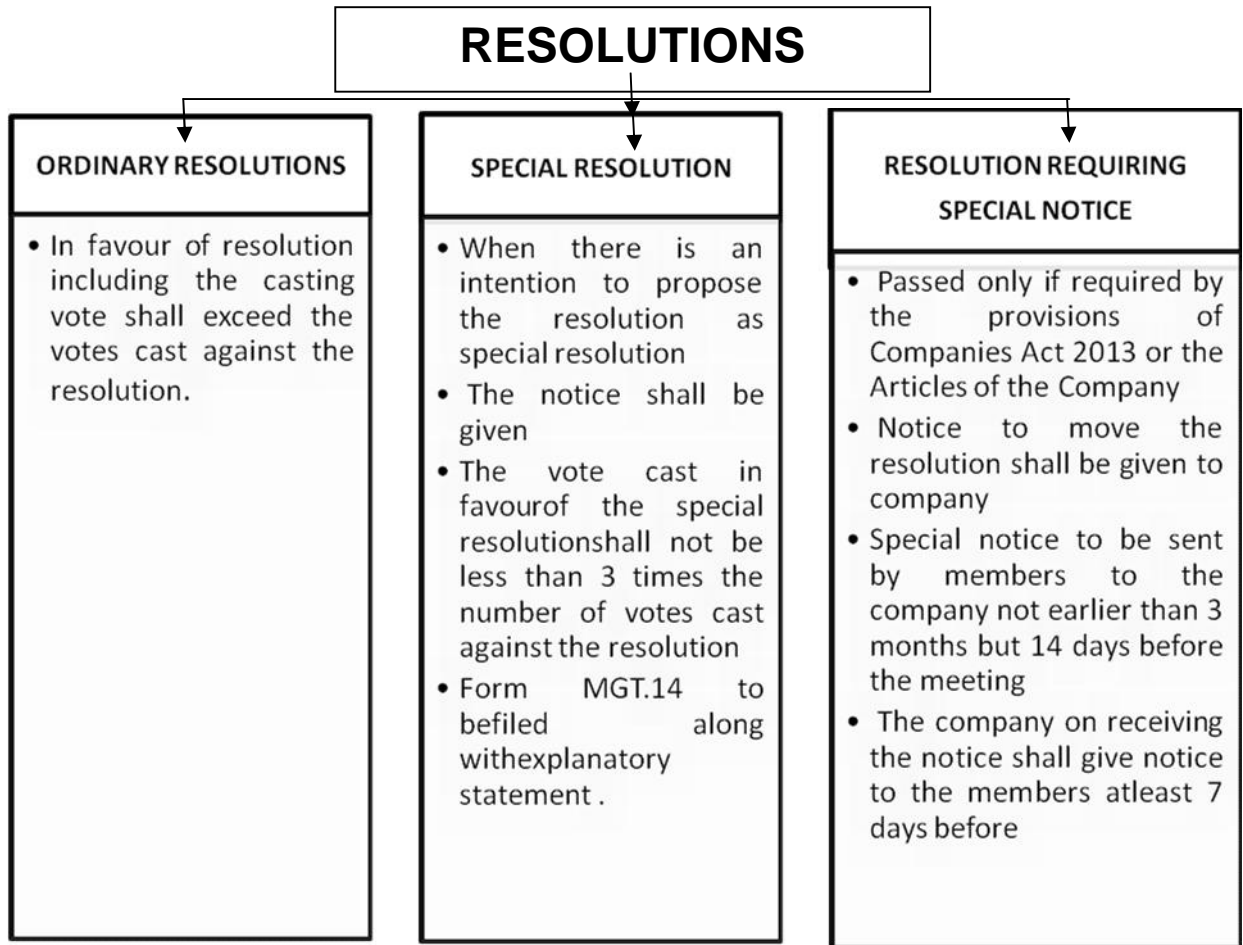 RESOLUTIONS
ORDINARY RESOLUTIONS
• In favour of resolution
including the casting
vote shall exceed the
votes cast against the
resolution.
SPECIAL RESOLUTION
• When there is an
intention to propose
the resolution as
special resolution
• The notice shall be
given
• The vote cast in
favourof the special
resolutionshall not be
less than 3 times the
number of votes cast
against the resolution
• Form MGT.14 to
befiled along
withexplanatory
statement .
RESOLUTION REQUIRING
SPECIAL NOTICE
• Passed only if required by
the provisions of
Companies Act 2013 or the
Articles of the Company
• Notice to move the
resolution shall be given to
company
• Special notice to be sent
by members to the
company not earlier than 3
months but 14 days before
the meeting
• The company on receiving
the notice shall give notice
to the members atleast 7
days before